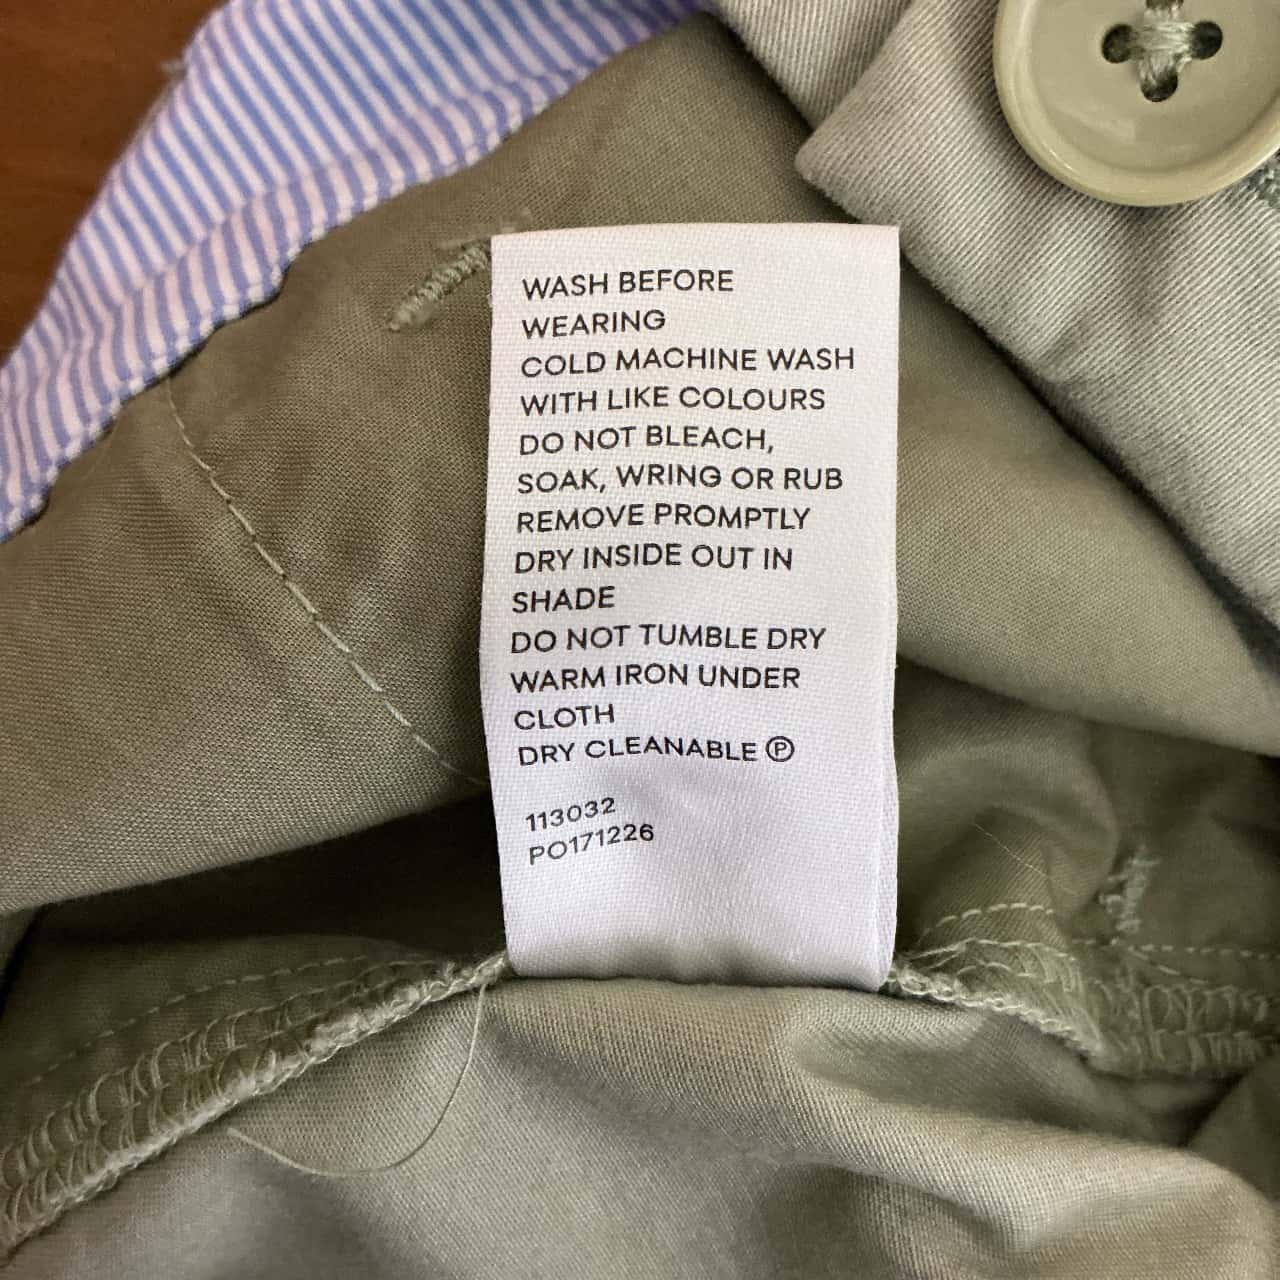 WASH BEFORE
WEARING
COLD MACHINE WASH
WITH LIKE COLOURS
DO NOT BLEACH,
SOAK, WRING OR RUB
REMOVE PROMPTLY
DRY INSIDE OUT IN
SHADE
DO NOT TUMBLE DRY
WARM IRON UNDER
CLOTH
DRY CLEANABLE Ⓟ
113032
PO171226